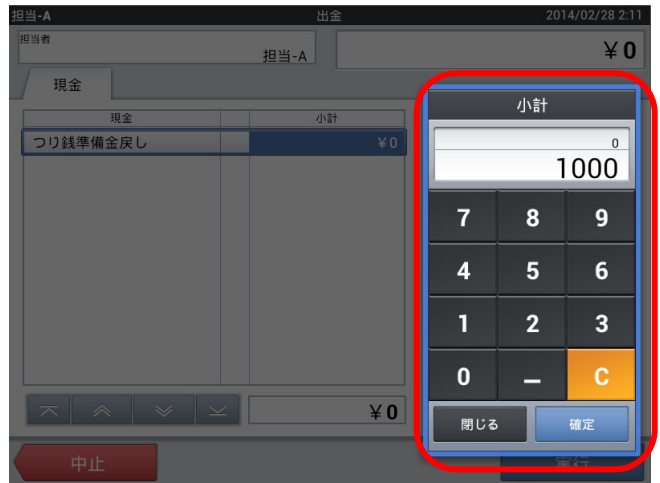 担当-A 出金 2014/02/28 2:11
担当者
担当-A
¥0
現金
現金 小計
つり銭準備金戻し ¥0
¥0
中止
実行
小計
0
1000
7 8 9
4 5 6
1 2 3
0 – C
閉じる 確定